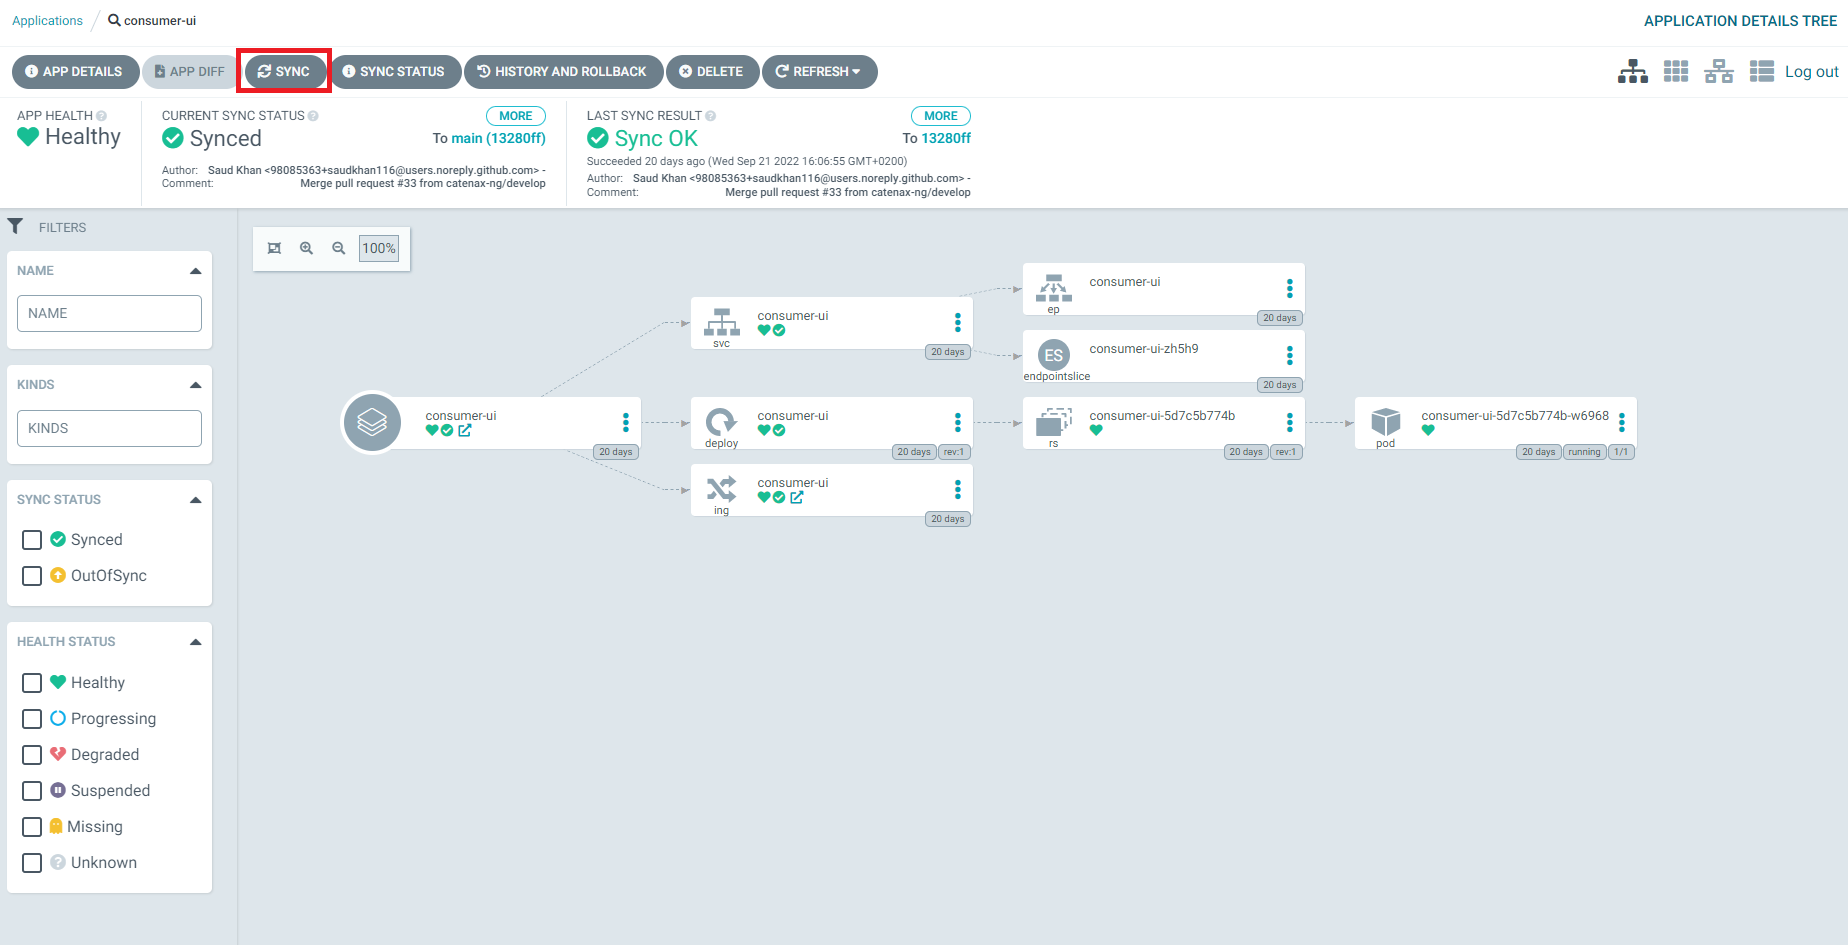 Applications / consumer-ui
APPLICATION DETAILS TREE
APP DETAILS
APP DIFF
SYNC
SYNC STATUS
HISTORY AND ROLLBACK
DELETE
REFRESH
Log out
APP HEALTH
Healthy
CURRENT SYNC STATUS
MORE
Synced
To main (13280ff)
Author: Saud Khan <98085363+saudkhan116@users.noreply.github.com> -
Comment: Merge pull request #33 from catenax-ng/develop
LAST SYNC RESULT
MORE
Sync OK
To 13280ff
Succeeded 20 days ago (Wed Sep 21 2022 16:06:55 GMT+0200)
Author: Saud Khan <98085363+saudkhan116@users.noreply.github.com> -
Comment: Merge pull request #33 from catenax-ng/develop
FILTERS
NAME
NAME
KINDS
KINDS
SYNC STATUS
Synced
OutOfSync
HEALTH STATUS
Healthy
Progressing
Degraded
Suspended
Missing
Unknown
100%
consumer-ui
20 days
consumer-ui
svc
20 days
consumer-ui
deploy
20 days
rev:1
consumer-ui
ing
20 days
consumer-ui
ep
20 days
ES
consumer-ui-zh5h9
endpointslice
20 days
consumer-ui-5d7c5b774b
rs
20 days
rev:1
consumer-ui-5d7c5b774b-w6968
pod
20 days
running
1/1